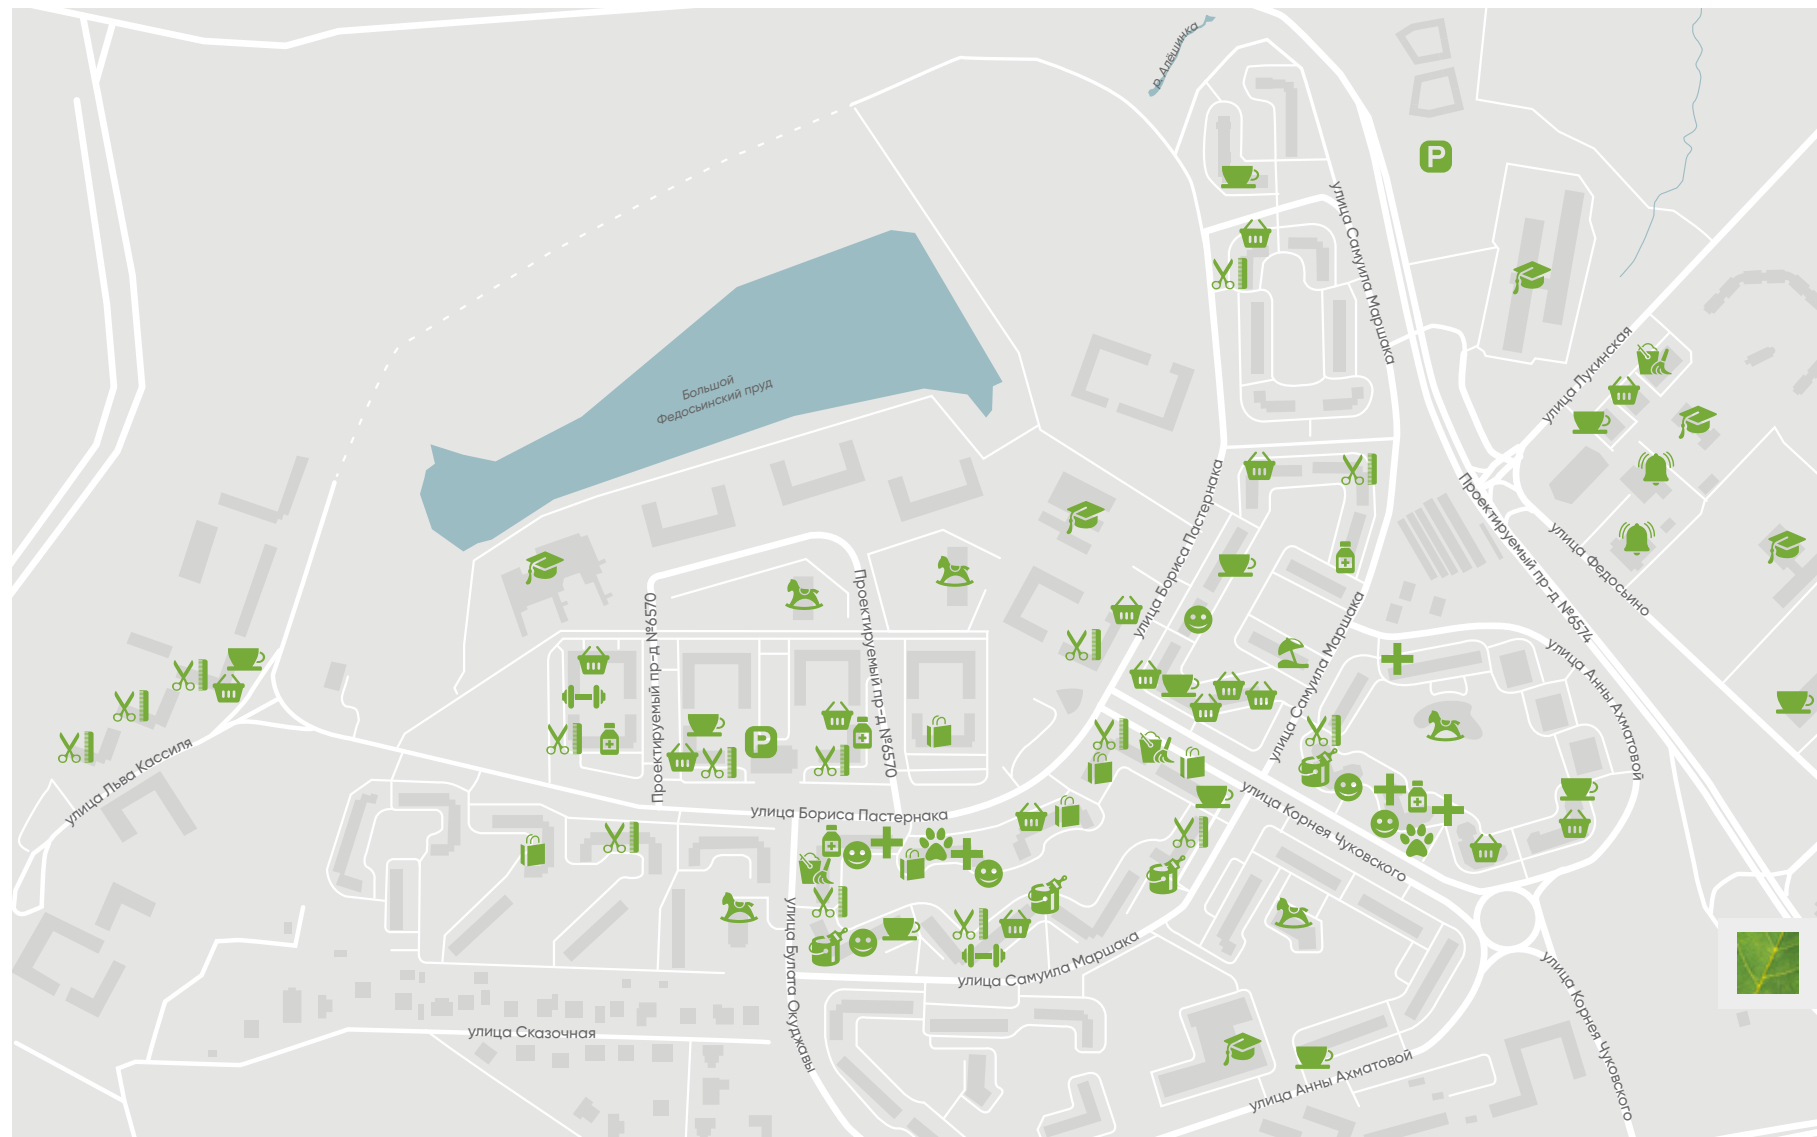 р. Алёшинка
P
улица Самуила Маршака
улица Лукинская
Большой
Федосьинский пруд
улица Бориса Пастернака
Проектируемый пр-д №6574
улица Федосьино
Проектируемый пр-д №6570
Проектируемый пр-д №6570
улица Самуила Маршака
улица Анны Ахматовой
улица Льва Кассиля
P
улица Бориса Пастернака
улица Корнея Чуковского
улица Булата Окуджавы
улица Самуила Маршака
улица Корнея Чуковского
улица Сказочная
улица Анны Ахматовой